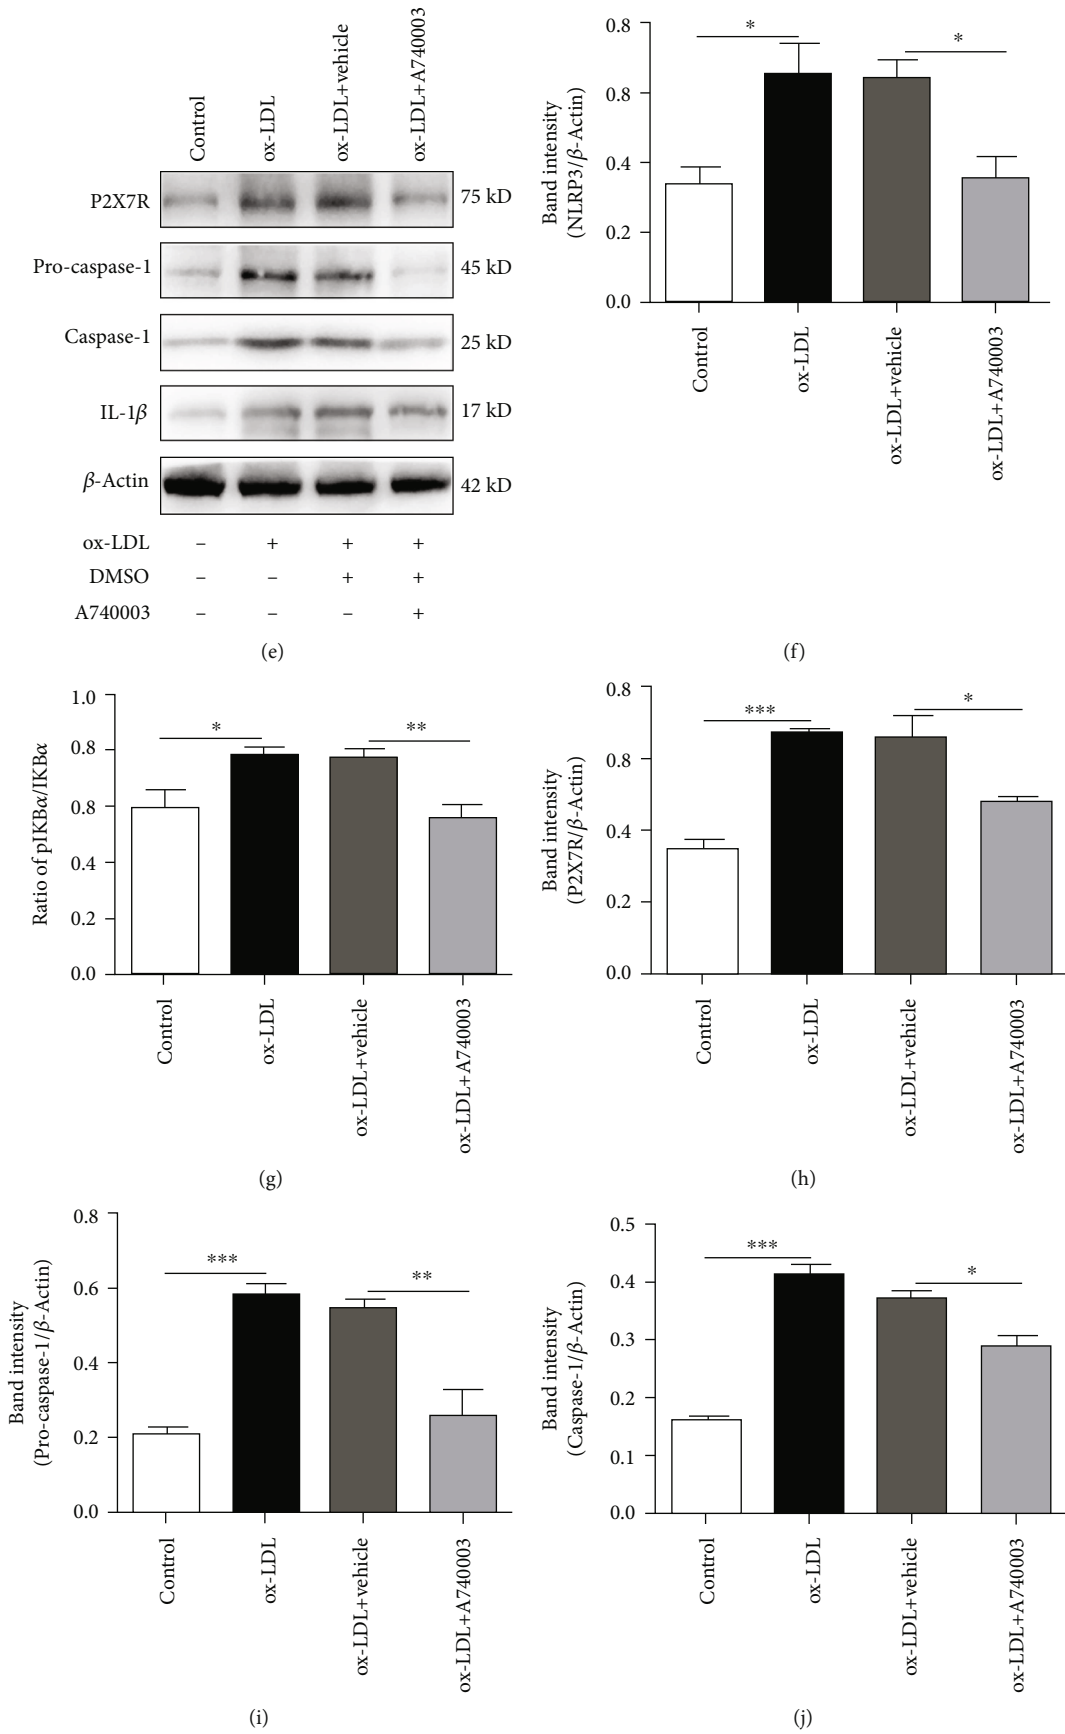 Control
ox-LDL
ox-LDL+vehicle
ox-LDL+A740003
P2X7R
75 kD
Pro-caspase-1
45 kD
Caspase-1
25 kD
IL-1β
17 kD
β-Actin
42 kD
ox-LDL – + + +
DMSO – – + +
A740003 – – – +
(e)
Band intensity
(NLRP3/β-Actin)
0.8
0.8
0.4
0.2
0.0
*
*
Control
ox-LDL
ox-LDL+vehicle
ox-LDL+A740003
(f)
Ratio of pIKBα/IKBα
1.0
0.8
0.8
0.4
0.2
0.0
*
**
Control
ox-LDL
ox-LDL+vehicle
ox-LDL+A740003
(g)
Band intensity
(P2X7R/β-Actin)
0.8
0.8
0.4
0.2
0.0
***
*
Control
ox-LDL
ox-LDL+vehicle
ox-LDL+A740003
(h)
Band intensity
(Pro-caspase-1/β-Actin)
0.8
0.6
0.4
0.2
0.0
***
**
Control
ox-LDL
ox-LDL+vehicle
ox-LDL+A740003
(i)
Band intensity
(Caspase-1/β-Actin)
0.5
0.4
0.3
0.2
0.1
0.0
***
*
Control
ox-LDL
ox-LDL+vehicle
ox-LDL+A740003
(j)